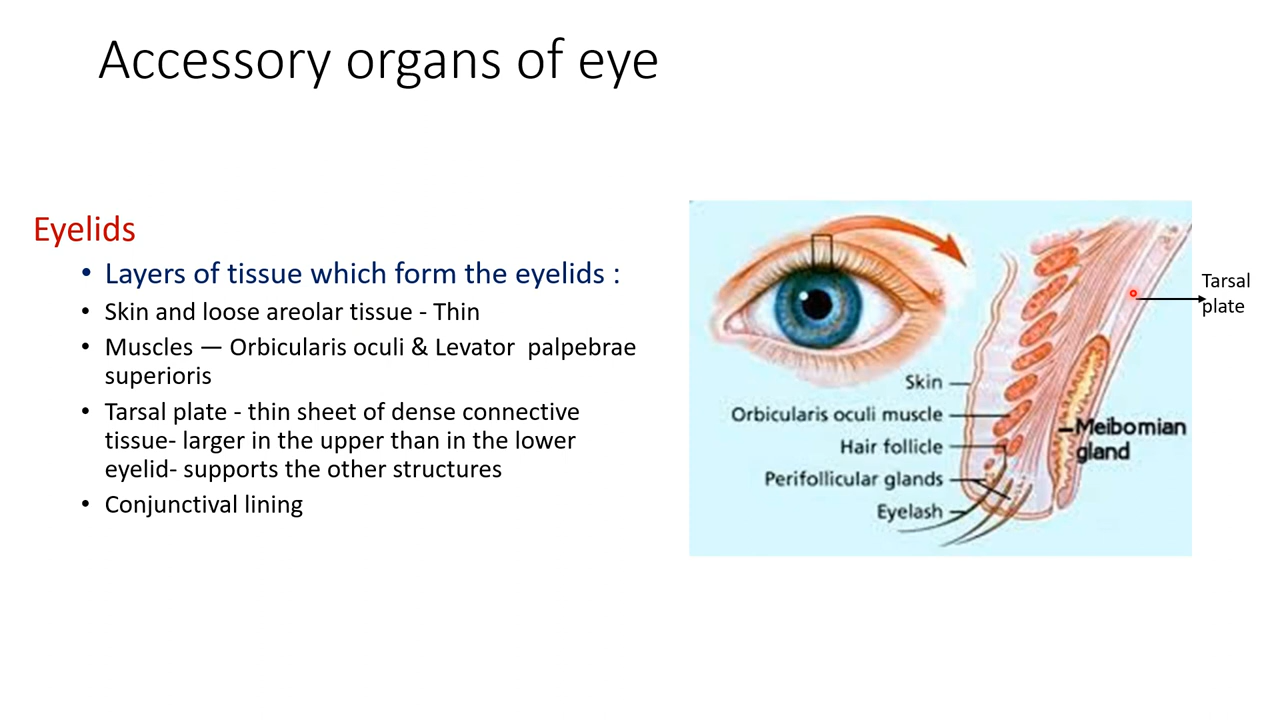 Accessory organs of eye
Eyelids
• Layers of tissue which form the eyelids :
• Skin and loose areolar tissue - Thin
• Muscles — Orbicularis oculi & Levator  palpebrae
superioris
• Tarsal plate - thin sheet of dense connective
tissue- larger in the upper than in the lower
eyelid- supports the other structures
• Conjunctival lining
Tarsal
plate
Skin
Orbicularis oculi muscle
Hair follicle
Perifollicular glands
Eyelash
Meibomian
gland